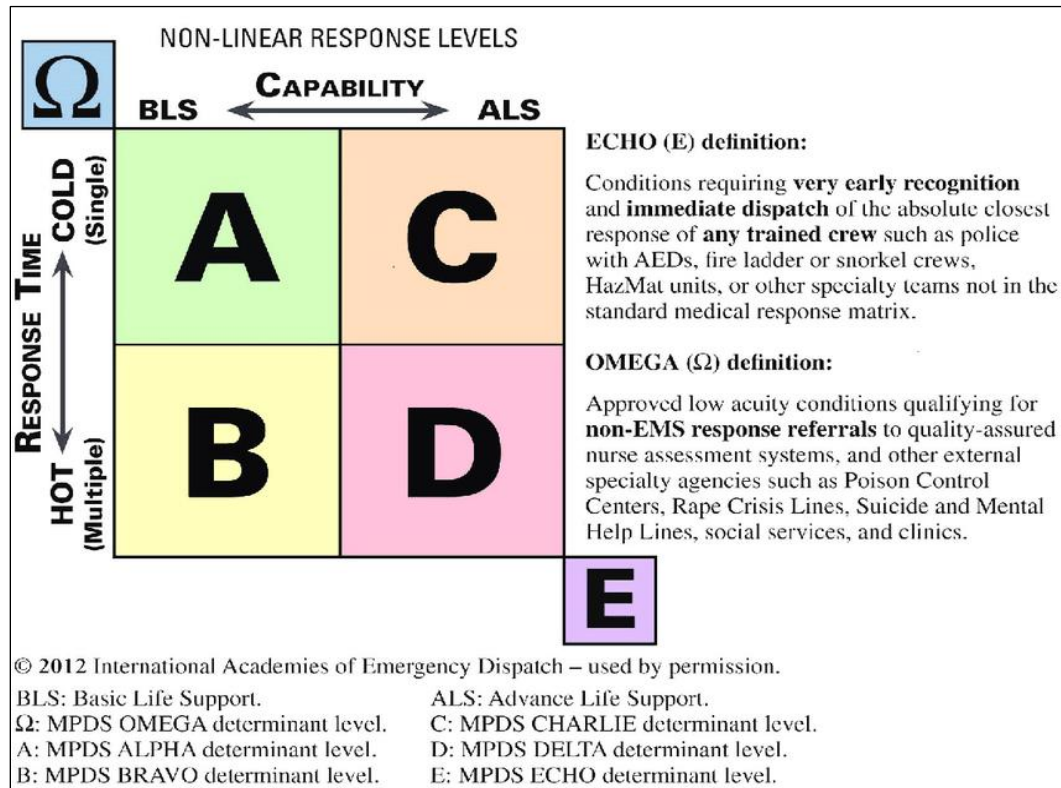 NON-LINEAR RESPONSE LEVELS
Ω
CAPABILITY
BLS
ALS
RESPONSE TIME
COLD
(Single)
HOT
(Multiple)
A
C
B
D
E
ECHO (E) definition:
Conditions requiring very early recognition
and immediate dispatch of the absolute closest
response of any trained crew such as police
with AEDs, fire ladder or snorkel crews,
HazMat units, or other specialty teams not in the
standard medical response matrix.
OMEGA (Ω) definition:
Approved low acuity conditions qualifying for
non-EMS response referrals to quality-assured
nurse assessment systems, and other external
specialty agencies such as Poison Control
Centers, Rape Crisis Lines, Suicide and Mental
Help Lines, social services, and clinics.
© 2012 International Academies of Emergency Dispatch – used by permission.
BLS: Basic Life Support.
Ω: MPDS OMEGA determinant level.
A: MPDS ALPHA determinant level.
B: MPDS BRAVO determinant level.
ALS: Advance Life Support.
C: MPDS CHARLIE determinant level.
D: MPDS DELTA determinant level.
E: MPDS ECHO determinant level.